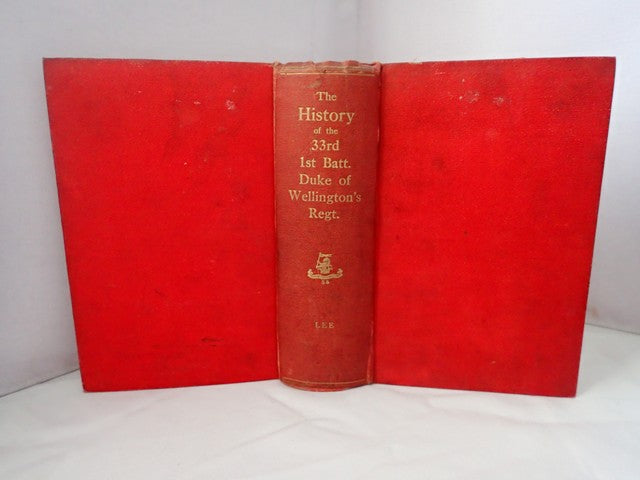 The
History
of the
33rd
1st Batt.
Duke of
Wellington's
Regt.
LEE